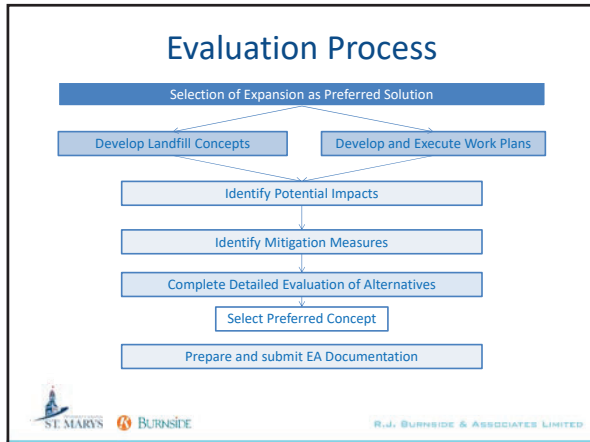 Evaluation Process
Selection of Expansion as Preferred Solution
Develop Landfill Concepts
Develop and Execute Work Plans
Identify Potential Impacts
Identify Mitigation Measures
Complete Detailed Evaluation of Alternatives
Select Preferred Concept
Prepare and submit EA Documentation
ST. MARYS
BURNSIDE
R.J. BURNSIDE & ASSOCIATES LIMITED